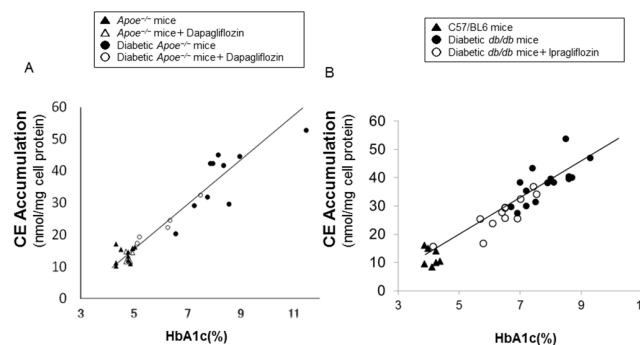 ▲ Apoe⁻/⁻ mice
△ Apoe⁻/⁻ mice+ Dapagliflozin
● Diabetic Apoe⁻/⁻ mice
○ Diabetic Apoe⁻/⁻ mice+ Dapagliflozin
A
CE Accumulation
(nmol/mg cell protein)
60
50
40
30
20
10
0
3
5
7
9
11
HbA1c(%)
▲ C57/BL6 mice
● Diabetic db/db mice
○ Diabetic db/db mice+ Ipragliflozin
B
CE Accumulation
(nmol/mg cell protein)
60
50
40
30
20
10
0
3
5
7
9
HbA1c(%)